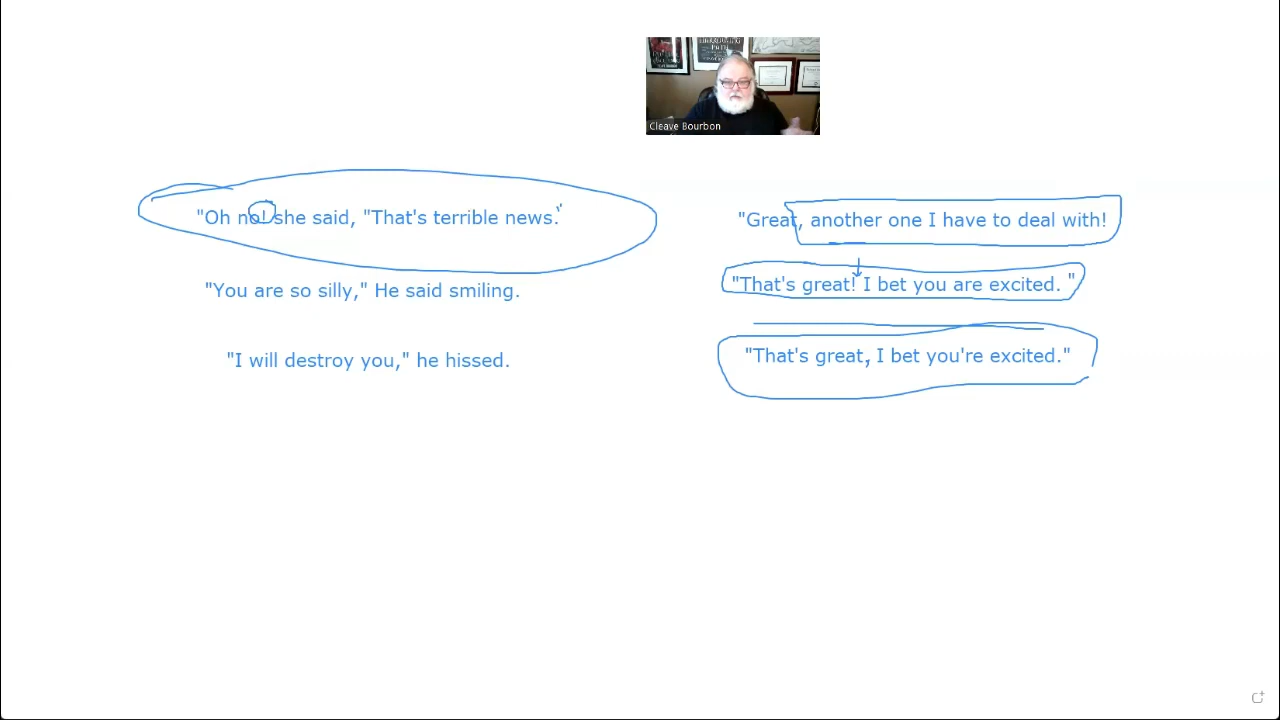 Cleave Bourbon
"Oh no! she said, "That's terrible news."
"You are so silly," He said smiling.
"I will destroy you," he hissed.
"Great, another one I have to deal with!
"That's great! I bet you are excited. "
"That's great, I bet you're excited."